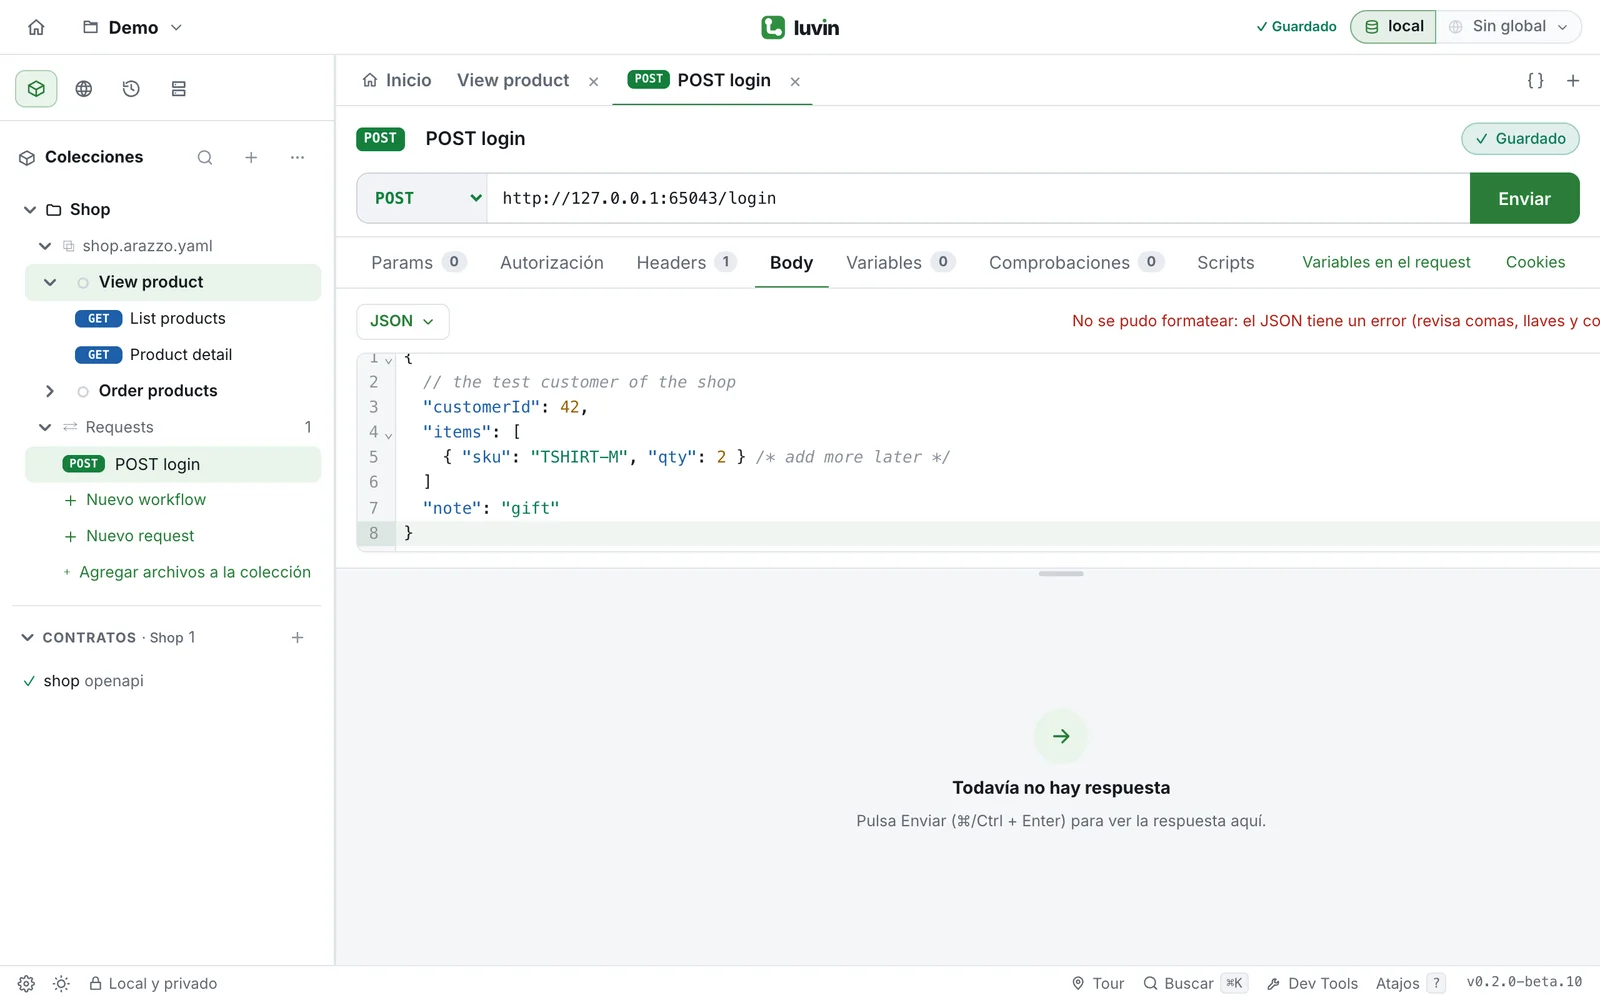 Demo
luvin
Guardado
local
Sin global
Inicio
View product
POST POST login
{ }
Colecciones
Shop
shop.arazzo.yaml
View product
GET List products
GET Product detail
Order products
Requests 1
POST POST login
Nuevo workflow
Nuevo request
Agregar archivos a la colección
CONTRATOS · Shop 1
shop openapi
POST POST login
Guardado
POST http://127.0.0.1:65043/login
Enviar
Params 0
Autorización
Headers 1
Body
Variables 0
Comprobaciones 0
Scripts
Variables en el request
Cookies
JSON
No se pudo formatear: el JSON tiene un error (revisa comas, llaves y co
1 {
2 // the test customer of the shop
3 "customerId": 42,
4 "items": [
5 { "sku": "TSHIRT-M", "qty": 2 } /* add more later */
6 ]
7 "note": "gift"
8 }
Todavía no hay respuesta
Pulsa Enviar (⌘/Ctrl + Enter) para ver la respuesta aquí.
Local y privado
Tour
Buscar ⌘K
Dev Tools
Atajos ?
v0.2.0-beta.10